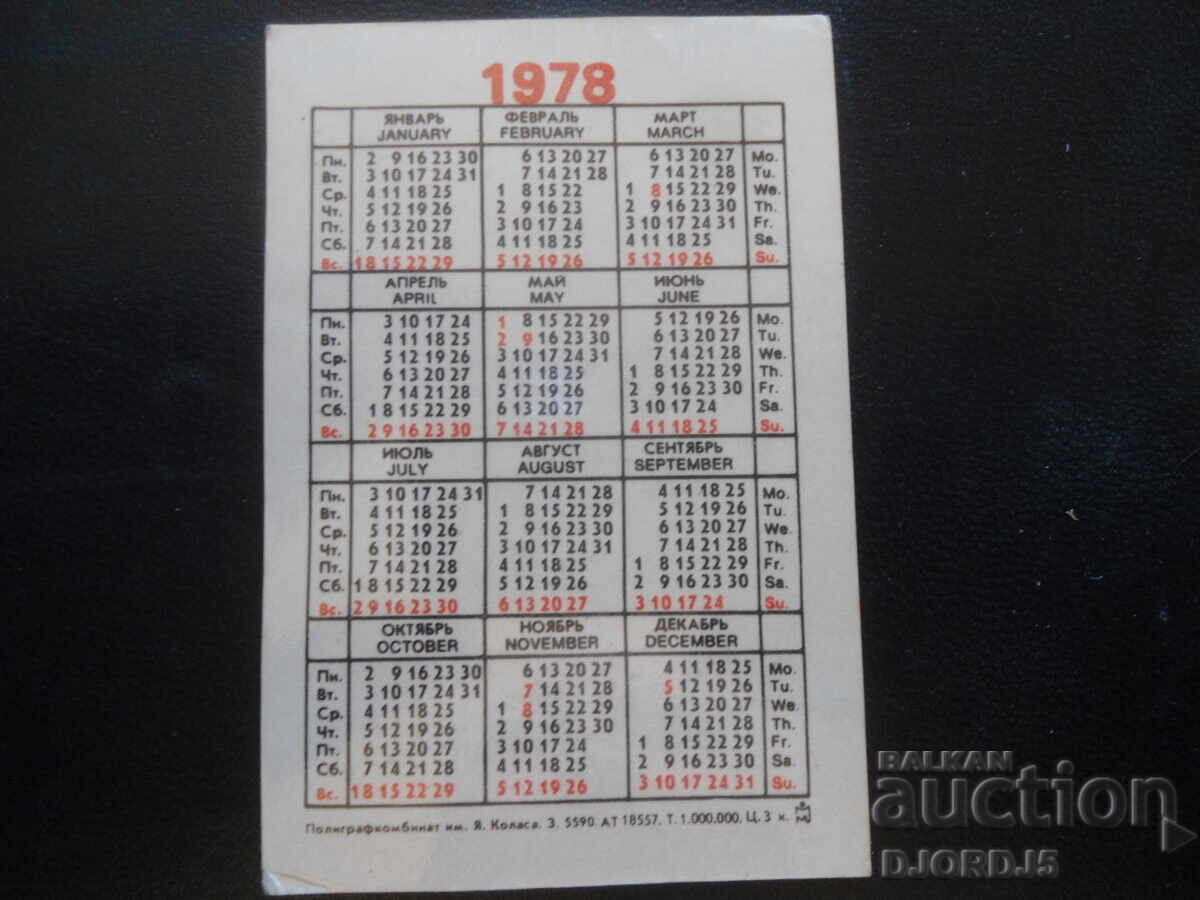 1978
ЯНВАРЬ ФЕВРАЛЬ МАРТ
JANUARY FEBRUARY MARCH
Пн. 2 9 16 23 30 6 13 20 27 6 13 20 27 Mo.
Вт. 3 10 17 24 31 7 14 21 28 7 14 21 28 Tu.
Ср. 4 11 18 25 1 8 15 22 1 8 15 22 29 We.
Чт. 5 12 19 26 2 9 16 23 2 9 16 23 30 Th.
Пт. 6 13 20 27 3 10 17 24 3 10 17 24 31 Fr.
Сб. 7 14 21 28 4 11 18 25 4 11 18 25 Sa.
Вс. 1 8 15 22 29 5 12 19 26 5 12 19 26 Su.
АПРЕЛЬ МАЙ ИЮНЬ
APRIL MAY JUNE
Пн. 3 10 17 24 1 8 15 22 29 5 12 19 26 Mo.
Вт. 4 11 18 25 2 9 16 23 30 6 13 20 27 Tu.
Ср. 5 12 19 26 3 10 17 24 31 7 14 21 28 We.
Чт. 6 13 20 27 4 11 18 25 1 8 15 22 29 Th.
Пт. 7 14 21 28 5 12 19 26 2 9 16 23 30 Fr.
Сб. 1 8 15 22 29 6 13 20 27 3 10 17 24 Sa.
Вс. 2 9 16 23 30 7 14 21 28 4 11 18 25 Su.
ИЮЛЬ АВГУСТ СЕНТЯБРЬ
JULY AUGUST SEPTEMBER
Пн. 3 10 17 24 31 7 14 21 28 4 11 18 25 Mo.
Вт. 4 11 18 25 1 8 15 22 29 5 12 19 26 Tu.
Ср. 5 12 19 26 2 9 16 23 30 6 13 20 27 We.
Чт. 6 13 20 27 3 10 17 24 31 7 14 21 28 Th.
Пт. 7 14 21 28 4 11 18 25 1 8 15 22 29 Fr.
Сб. 1 8 15 22 29 5 12 19 26 2 9 16 23 30 Sa.
Вс. 2 9 16 23 30 6 13 20 27 3 10 17 24 Su.
ОКТЯБРЬ НОЯБРЬ ДЕКАБРЬ
OCTOBER NOVEMBER DECEMBER
Пн. 2 9 16 23 30 6 13 20 27 4 11 18 25 Mo.
Вт. 3 10 17 24 31 7 14 21 28 5 12 19 26 Tu.
Ср. 4 11 18 25 1 8 15 22 29 6 13 20 27 We.
Чт. 5 12 19 26 2 9 16 23 30 7 14 21 28 Th.
Пт. 6 13 20 27 3 10 17 24 1 8 15 22 29 Fr.
Сб. 7 14 21 28 4 11 18 25 2 9 16 23 30 Sa.
Вс. 1 8 15 22 29 5 12 19 26 3 10 17 24 31 Su.
Полиграфкомбинат им. Я. Коласа. З. 5590. АТ 18557. Т. 1.000.000. Ц. 3 к.
BALKAN
auction
DJORDJ5